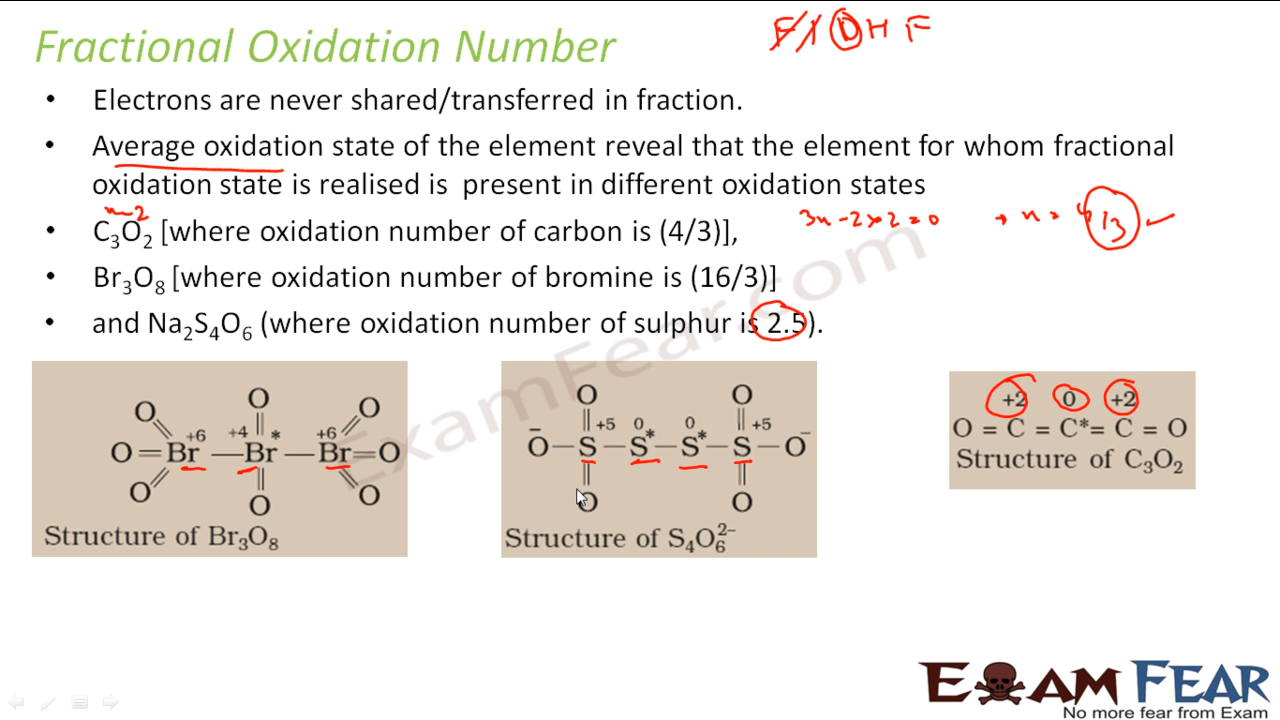 Fractional Oxidation Number
• Electrons are never shared/transferred in fraction.
• Average oxidation state of the element reveal that the element for whom fractional
oxidation state is realised is present in different oxidation states
• C₃O₂ [where oxidation number of carbon is (4/3)],
3x - 2 × 2 = 0 → x = 4/3
• Br₃O₈ [where oxidation number of bromine is (16/3)]
• and Na₂S₄O₆ (where oxidation number of sulphur is 2.5).
ExamFear.com
O O O
+6 +4 * +6
O = Br — Br — Br = O
O O O
Structure of Br₃O₈
O O
+5 0 0 +5
O⁻ — S — S* — S* — S — O⁻
O O
Structure of S₄O₆²⁻
+2 0 +2
O = C = C* = C = O
Structure of C₃O₂
EXAM FEAR
No more fear from Exam